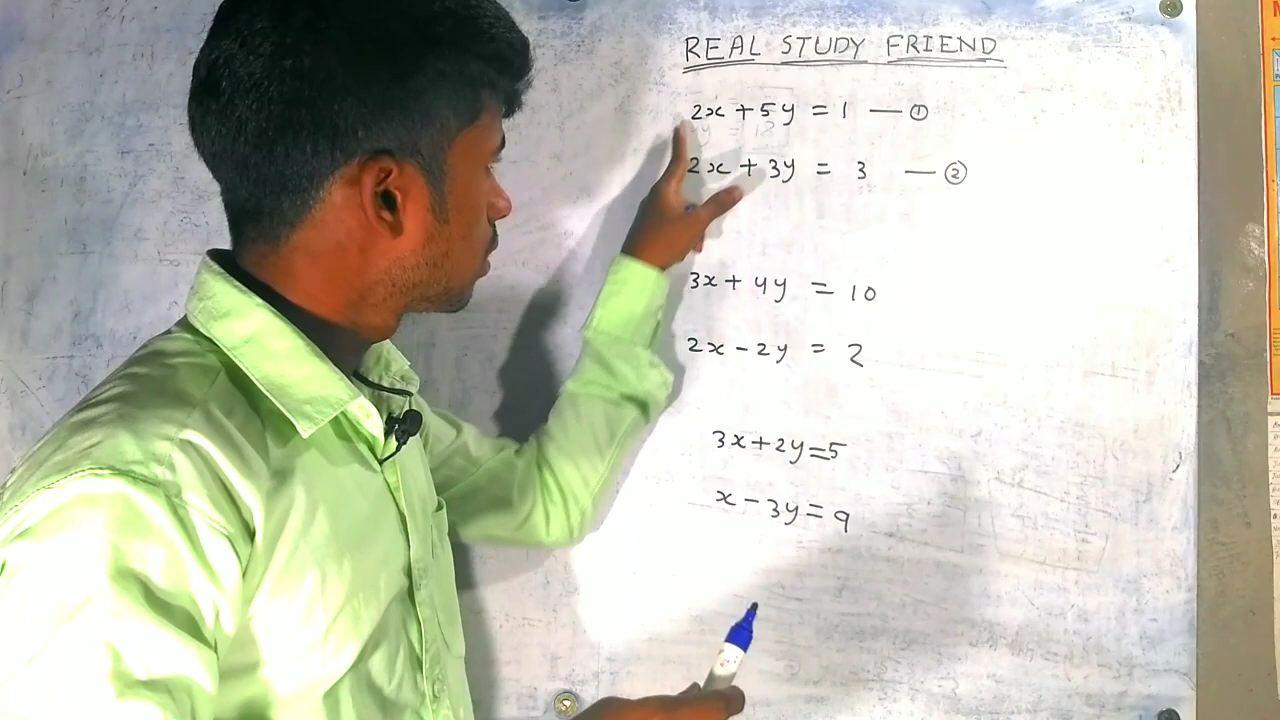 REAL STUDY FRIEND
2x + 5y = 1 — ①
2x + 3y = 3 — ②
3x + 4y = 10
2x - 2y = 2
3x + 2y = 5
x - 3y = 9